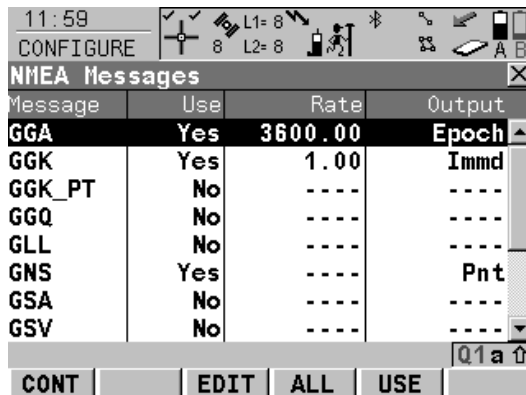 11:59 L1= 8
CONFIGURE 8 L2= 8 A B
NMEA Messages X
Message Use Rate Output
GGA Yes 3600.00 Epoch
GGK Yes 1.00 Immd
GGK_PT No ---- ----
GGQ No ---- ----
GLL No ---- ----
GNS Yes ---- Pnt
GSA No ---- ----
GSV No ---- ----
Q1 a
CONT EDIT ALL USE